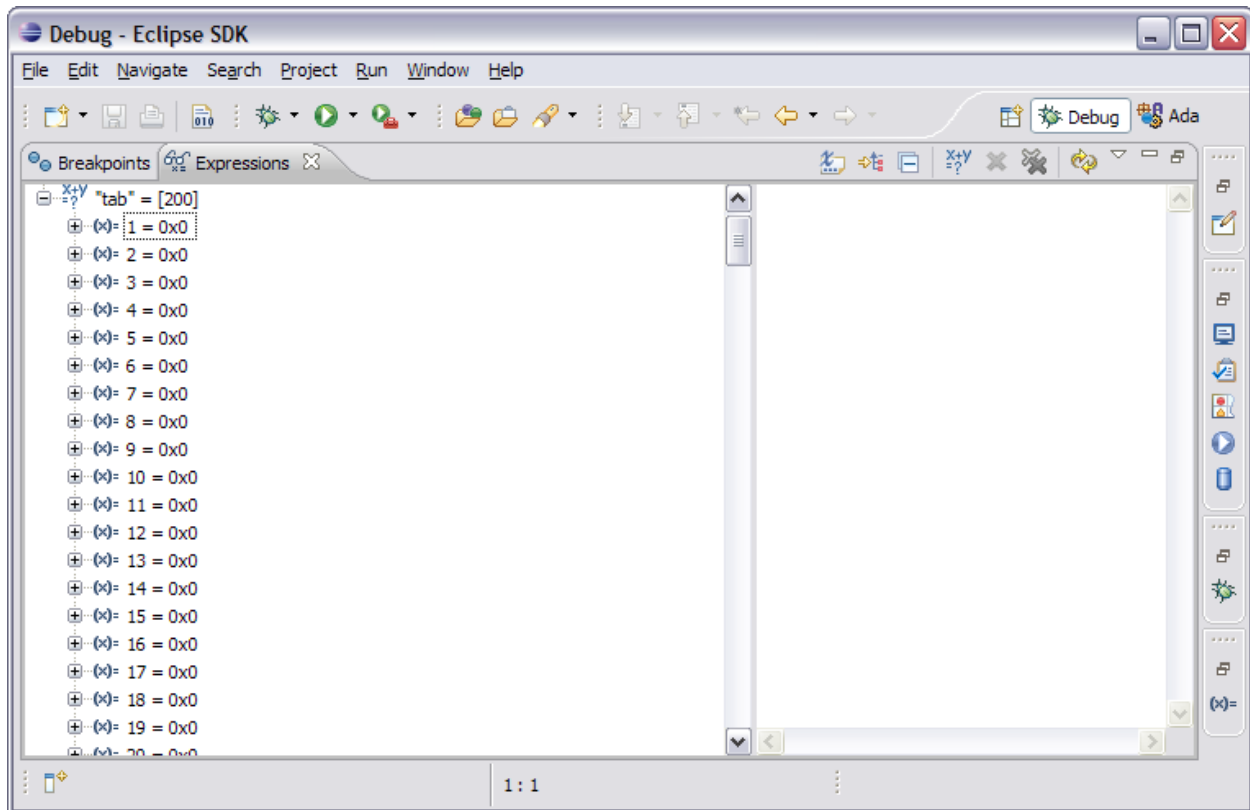 Debug - Eclipse SDK
File Edit Navigate Search Project Run Window Help
010 Debug Ada
Breakpoints Expressions
x+y =? "tab" = [200]
(x)= 1 = 0x0
(x)= 2 = 0x0
(x)= 3 = 0x0
(x)= 4 = 0x0
(x)= 5 = 0x0
(x)= 6 = 0x0
(x)= 7 = 0x0
(x)= 8 = 0x0
(x)= 9 = 0x0
(x)= 10 = 0x0
(x)= 11 = 0x0
(x)= 12 = 0x0
(x)= 13 = 0x0
(x)= 14 = 0x0
(x)= 15 = 0x0
(x)= 16 = 0x0
(x)= 17 = 0x0
(x)= 18 = 0x0
(x)= 19 = 0x0
(x)= 20 = 0x0
(x)=
1 : 1